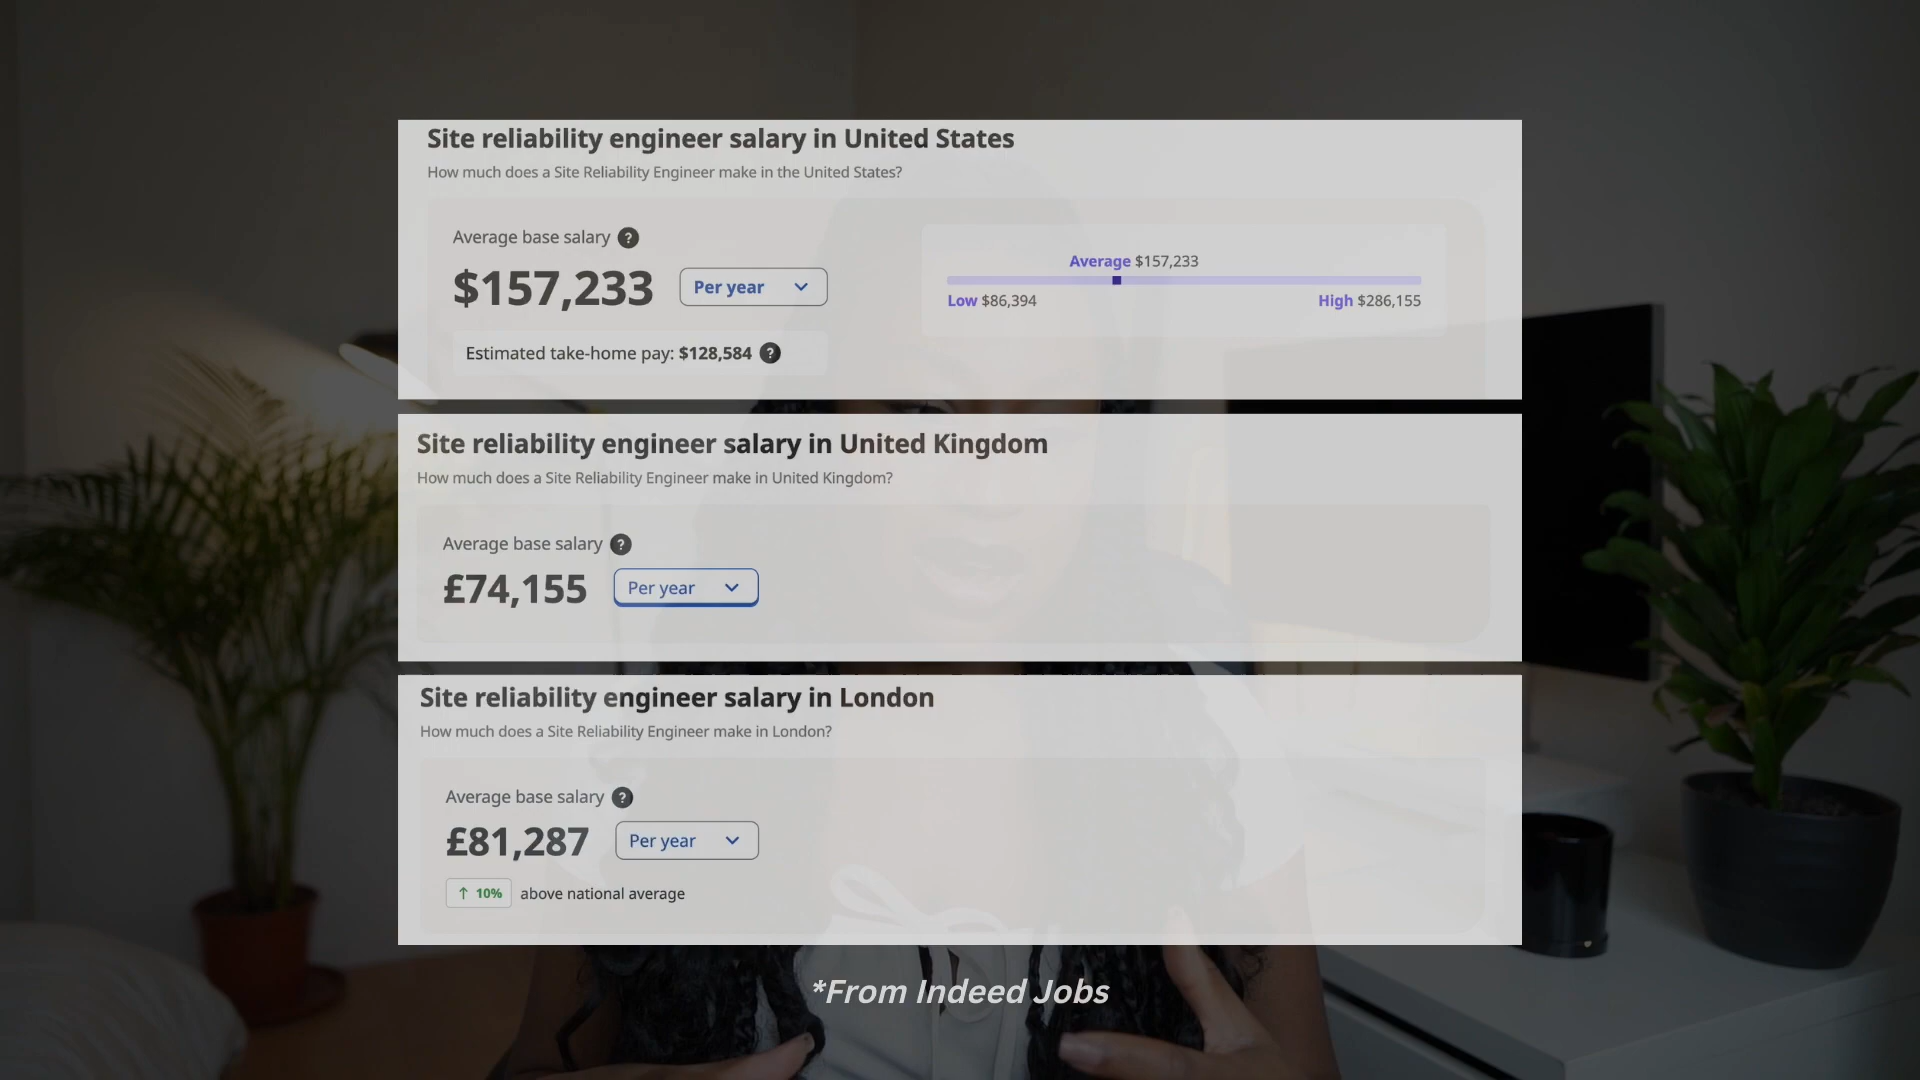 Site reliability engineer salary in United States
How much does a Site Reliability Engineer make in the United States?
Average base salary ?
$157,233 Per year
Average $157,233
Low $86,394 High $286,155
Estimated take-home pay: $128,584 ?
Site reliability engineer salary in United Kingdom
How much does a Site Reliability Engineer make in United Kingdom?
Average base salary ?
£74,155 Per year
Site reliability engineer salary in London
How much does a Site Reliability Engineer make in London?
Average base salary ?
£81,287 Per year
↑ 10% above national average
*From Indeed Jobs